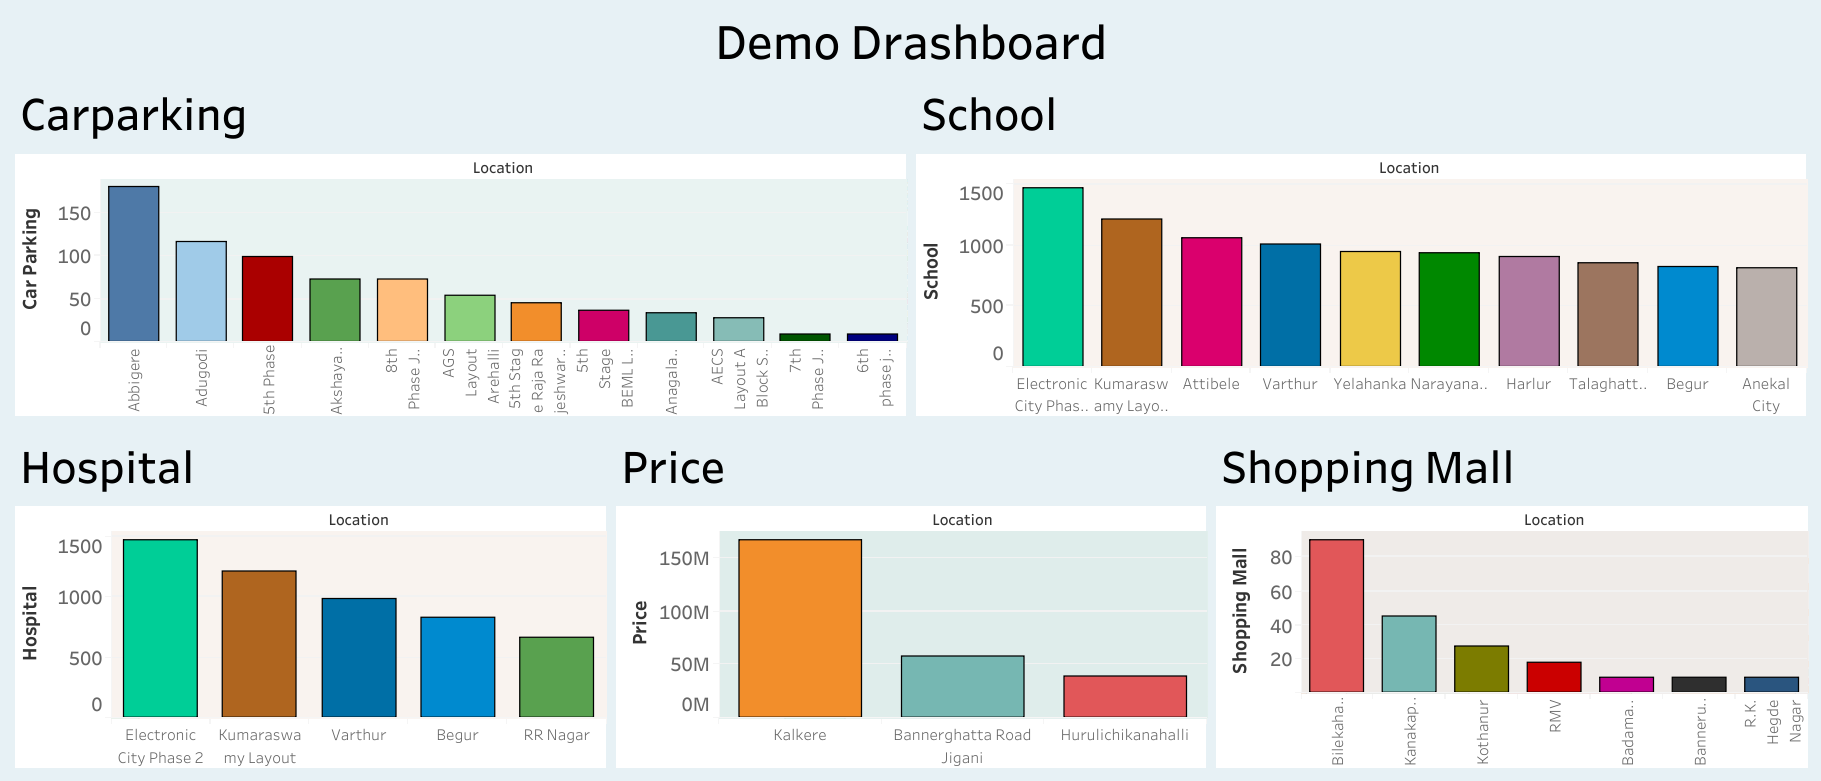 Demo Drashboard
Carparking
Location
Car Parking
150
100
50
0
Abbigere
Adugodi
5th Phase
Akshaya..
8th
Phase J..
AGS
Layout
Arehalli
5th Stag
e Raja Ra
jeshwar..
5th
Stage
BEML L..
Anagala..
AECS
Layout A
Block S..
7th
Phase J..
6th
phase j..
School
Location
School
1500
1000
500
0
Electronic
City Phas..
Kumarasw
amy Layo..
Attibele
Varthur
Yelahanka
Narayana..
Harlur
Talaghatt..
Begur
Anekal
City
Hospital
Location
Hospital
1500
1000
500
0
Electronic
City Phase 2
Kumaraswa
my Layout
Varthur
Begur
RR Nagar
Price
Location
Price
150M
100M
50M
0M
Kalkere
Bannerghatta Road
Jigani
Hurulichikanahalli
Shopping Mall
Location
Shopping Mall
80
60
40
20
Bilekaha..
Kanakap..
Kothanur
RMV
Badama..
Banneru..
R.K.
Hegde
Nagar